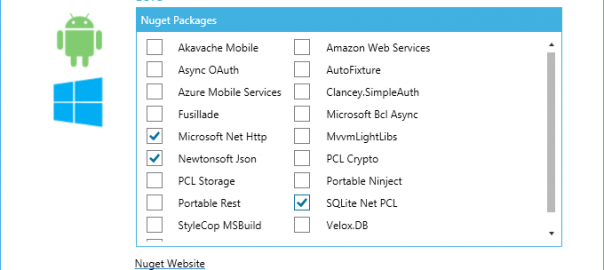 Nuget Packages
Akavache Mobile Amazon Web Services
Async OAuth AutoFixture
Azure Mobile Services Clancey.SimpleAuth
Fusillade Microsoft Bcl Async
Microsoft Net Http MvvmLightLibs
Newtonsoft Json PCL Crypto
PCL Storage Portable Ninject
Portable Rest SQLite Net PCL
StyleCop MSBuild Velox.DB
Nuget Website